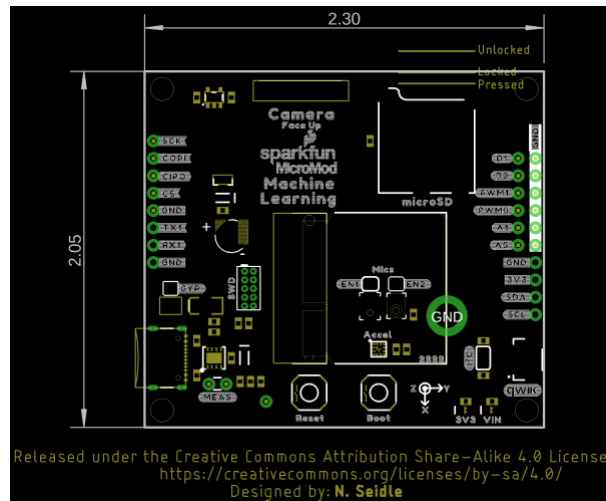 2.30
Unlocked
Locked
Pressed
Camera
Face Up
sparkfun
MicroMod
Machine
Learning
microSD
GND
SCK
COPI
CIPO
CS
GND
TX1
RX1
GND
D1
D0
PWM1
PWM0
A1
A0
GND
3V3
SDA
SCL
2.05
BYP
SWD
Mics
EN1
EN2
GND
Accel
I2C
MEAS
Reset
Boot
Z
Y
X
3V3
VIN
qWIIC
Released under the Creative Commons Attribution Share-Alike 4.0 License
https://creativecommons.org/licenses/by-sa/4.0/
Designed by: N. Seidle